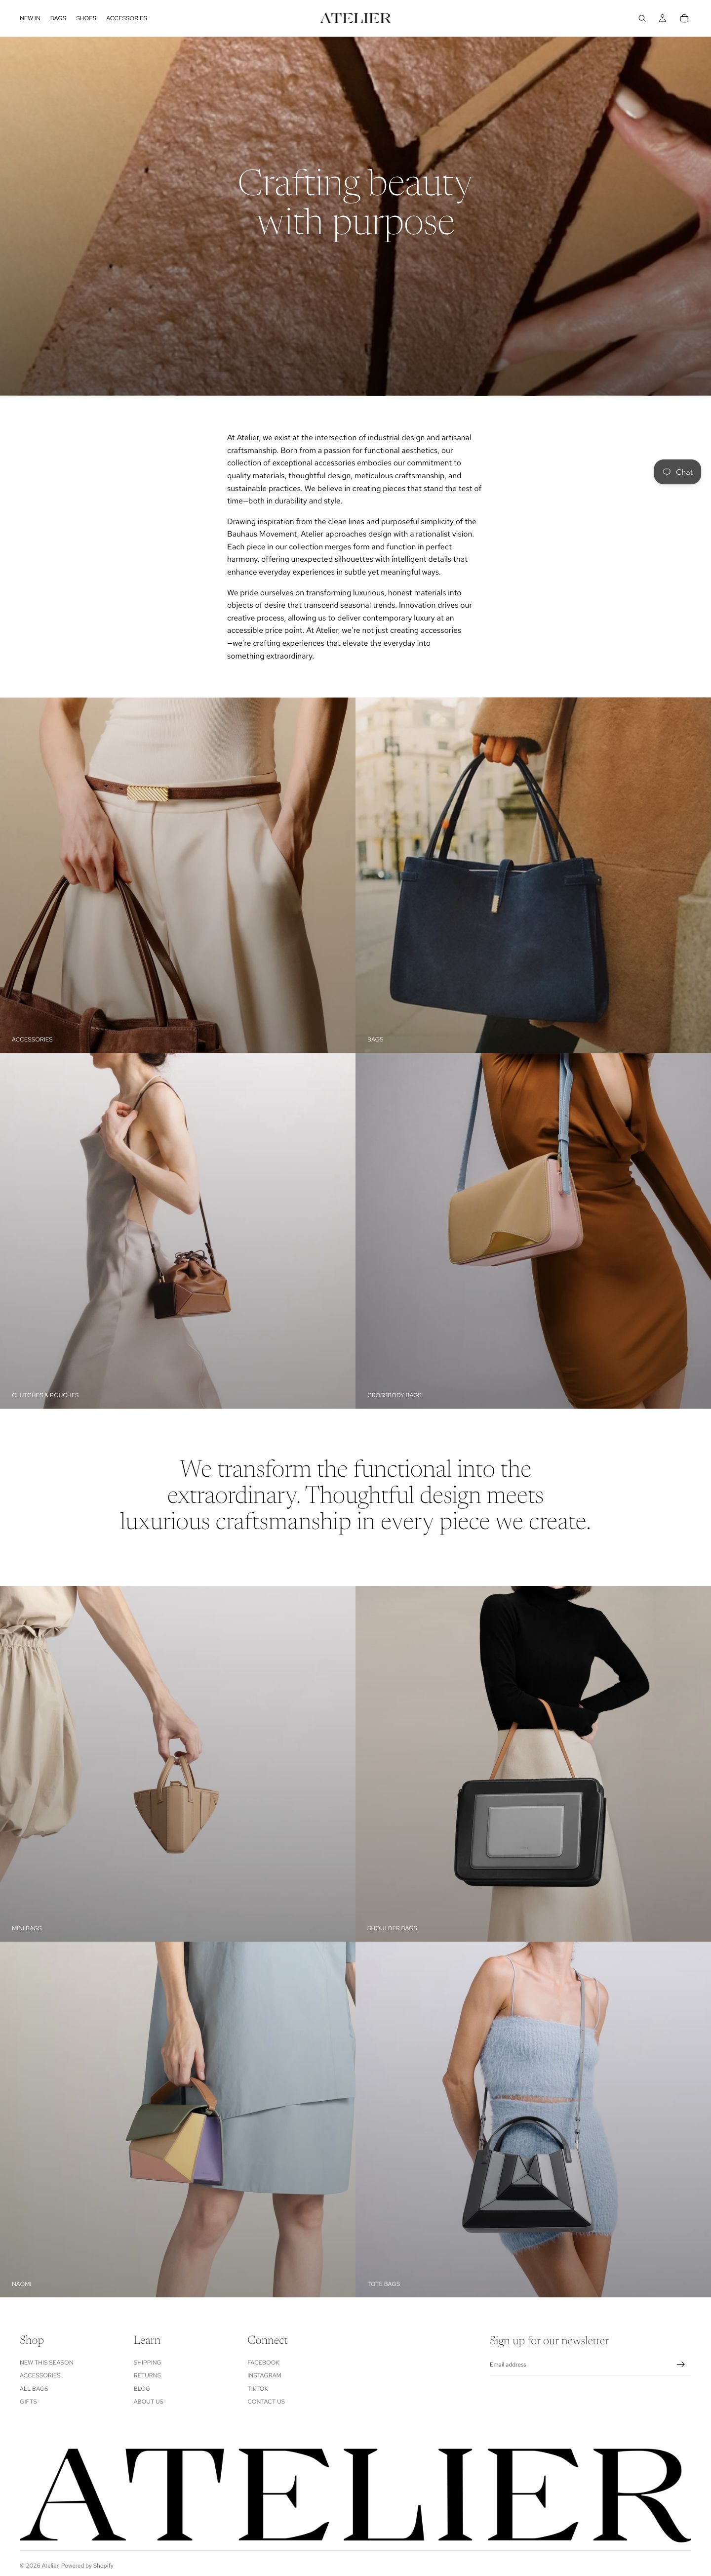 NEW IN BAGS SHOES ACCESSORIES
ATELIER
Crafting beauty
with purpose
At Atelier, we exist at the intersection of industrial design and artisanal
craftsmanship. Born from a passion for functional aesthetics, our
collection of exceptional accessories embodies our commitment to
quality materials, thoughtful design, meticulous craftsmanship, and
sustainable practices. We believe in creating pieces that stand the test of
time—both in durability and style.
Chat
Drawing inspiration from the clean lines and purposeful simplicity of the
Bauhaus Movement, Atelier approaches design with a rationalist vision.
Each piece in our collection merges form and function in perfect
harmony, offering unexpected silhouettes with intelligent details that
enhance everyday experiences in subtle yet meaningful ways.
We pride ourselves on transforming luxurious, honest materials into
objects of desire that transcend seasonal trends. Innovation drives our
creative process, allowing us to deliver contemporary luxury at an
accessible price point. At Atelier, we're not just creating accessories
—we're crafting experiences that elevate the everyday into
something extraordinary.
ACCESSORIES
BAGS
CLUTCHES & POUCHES
CROSSBODY BAGS
We transform the functional into the
extraordinary. Thoughtful design meets
luxurious craftsmanship in every piece we create.
MINI BAGS
SHOULDER BAGS
NAOMI
TOTE BAGS
Shop
NEW THIS SEASON
ACCESSORIES
ALL BAGS
GIFTS
Learn
SHIPPING
RETURNS
BLOG
ABOUT US
Connect
FACEBOOK
INSTAGRAM
TIKTOK
CONTACT US
Sign up for our newsletter
Email address
ATELIER
© 2026 Atelier, Powered by Shopify